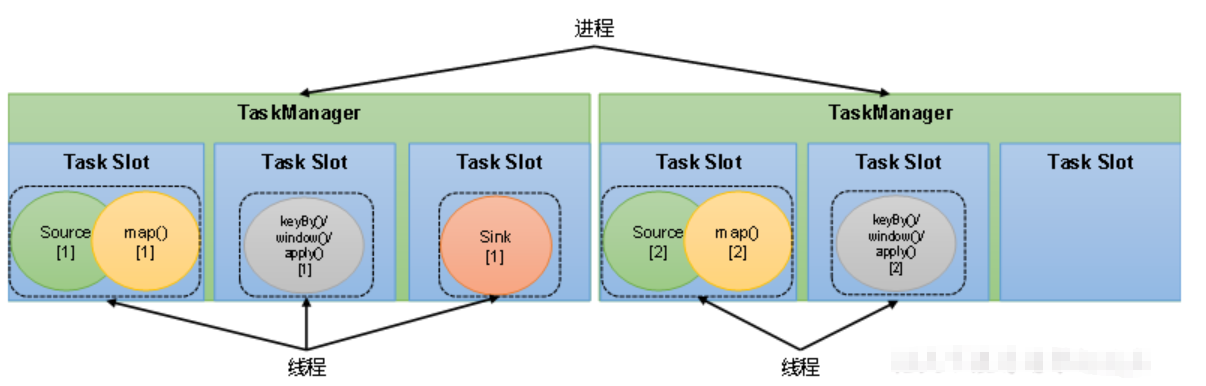 进程
TaskManager
TaskManager
Task Slot
Task Slot
Task Slot
Task Slot
Task Slot
Task Slot
Source
[1]
map()
[1]
keyBy()/
window()/
apply()
[1]
Sink
[1]
Source
[2]
map()
[2]
keyBy()/
window()/
apply()
[2]
线程
线程